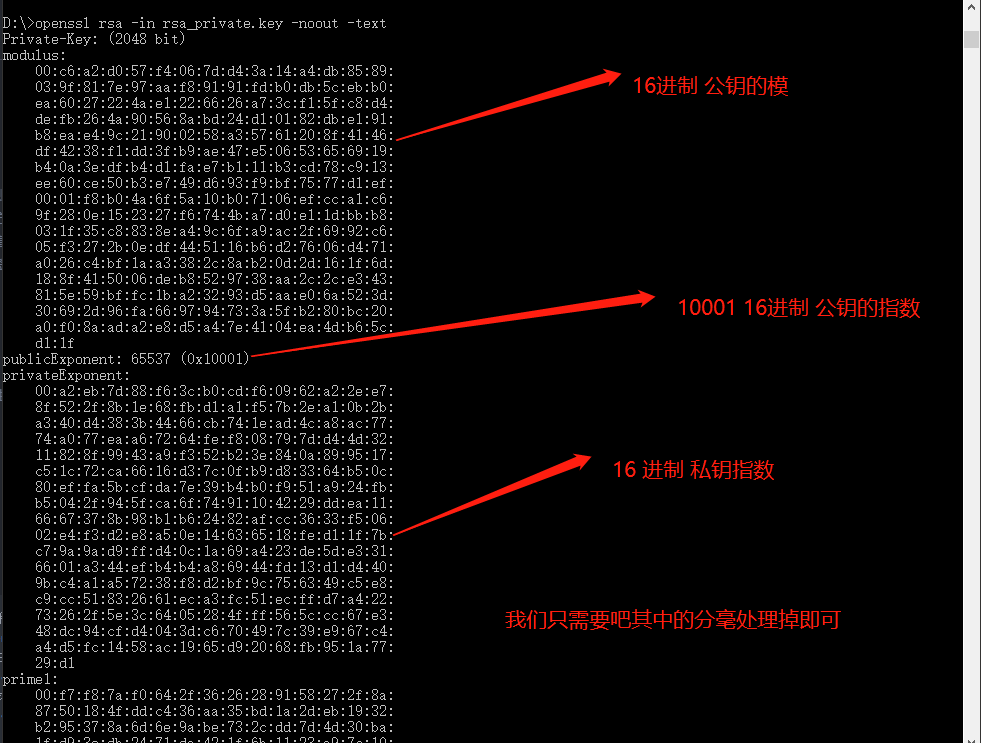 D:\>openssl rsa -in rsa_private.key -noout -text
Private-Key: (2048 bit)
modulus:
00:c6:a2:d0:57:f4:06:7d:d4:3a:14:a4:db:85:89:
03:9f:81:7e:97:aa:f8:91:91:fd:b0:db:5c:eb:b0:
16进制 公钥的模
ea:60:27:22:4a:e1:22:66:26:a7:3c:f1:5f:c8:d4:
de:fb:26:4a:90:56:8a:bd:24:d1:01:82:db:e1:91:
b8:ea:e4:9c:21:90:02:58:a3:57:61:20:8f:41:46:
df:42:38:f1:dd:3f:b9:ae:47:e5:06:53:65:69:19:
b4:0a:3e:df:b4:d1:fa:e7:b1:11:b3:cd:78:c9:13:
ee:60:ce:50:b3:e7:49:d6:93:f9:bf:75:77:d1:ef:
00:01:f8:b0:4a:6f:5a:10:b0:71:06:ef:cc:a1:c6:
9f:28:0e:15:23:27:f6:74:4b:a7:d0:e1:1d:bb:b8:
03:1f:35:c8:83:8e:a4:9c:6f:a9:ac:2f:69:92:c6:
05:f3:27:2b:0e:df:44:51:16:b6:d2:76:06:d4:71:
a0:26:c4:bf:1a:a3:38:2c:8a:b2:0d:2d:16:1f:6d:
18:8f:41:50:06:de:b8:52:97:38:aa:2c:2c:e3:43:
81:5e:59:bf:fc:1b:a2:32:93:d5:aa:e0:6a:52:3d:
30:69:2d:96:fa:66:97:94:73:3a:5f:b2:80:bc:20:
10001 16进制 公钥的指数
a0:f0:8a:ad:a2:e8:d5:a4:7e:41:04:ea:4d:b6:5c:
d1:1f
publicExponent: 65537 (0x10001)
privateExponent:
00:a2:eb:7d:88:f6:3c:b0:cd:f6:09:62:a2:2e:e7:
8f:52:2f:8b:1e:68:fb:d1:a1:f5:7b:2e:a1:0b:2b:
a3:40:d4:38:3b:44:66:cb:74:1e:ad:4c:a8:ac:77:
74:a0:77:ea:a6:72:64:fe:f8:08:79:7d:d4:4d:32:
11:82:8f:99:43:a9:f3:52:b2:3e:84:0a:89:95:17:
c5:1c:72:ca:66:16:d3:7c:0f:b9:d8:33:64:b5:0c:
16 进制 私钥指数
80:ef:fa:5b:cf:da:7e:39:b4:b0:f9:51:a9:24:fb:
b5:04:2f:94:5f:ca:6f:74:91:10:42:29:dd:ea:11:
66:67:37:8b:98:b1:b6:24:82:af:cc:36:33:f5:06:
02:e4:f3:d2:e8:a5:0e:14:63:65:18:fe:d1:1f:7b:
c7:9a:9a:d9:ff:d4:0c:1a:69:a4:23:de:5d:e3:31:
66:01:a3:44:ef:b4:b4:a8:69:44:fd:13:d1:d4:40:
9b:c4:a1:a5:72:38:f8:d2:bf:9c:75:63:49:c5:e8:
c9:cc:51:83:26:61:ec:a3:fc:51:ec:ff:d7:a4:22:
73:26:2f:5e:3c:64:05:28:4f:ff:56:5c:cc:67:e3:
我们只需要吧其中的分毫处理掉即可
48:dc:94:cf:d4:04:3d:c6:70:49:7c:39:e9:67:c4:
a4:d5:fc:14:58:ac:19:65:d9:20:68:fb:95:1a:77:
29:d1
prime1:
00:f7:f8:7a:f0:64:2f:36:26:28:91:58:27:2f:8a:
87:50:18:4f:dd:c4:36:aa:35:bd:1a:2d:eb:19:32:
b2:95:37:8a:6d:6e:9a:be:73:2c:dd:7d:4d:30:ba: